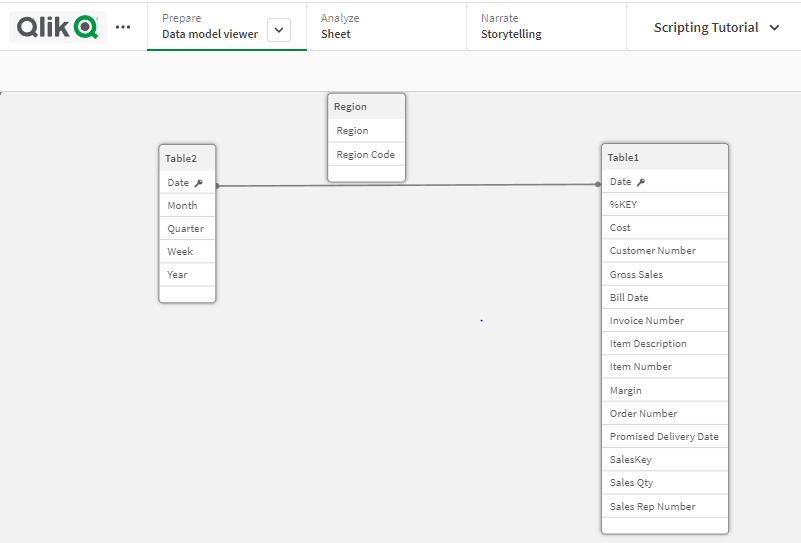 Qlik
Prepare
Data model viewer
Analyze
Sheet
Narrate
Storytelling
Scripting Tutorial
Region
Region
Region Code
Table2
Date
Month
Quarter
Week
Year
Table1
Date
%KEY
Cost
Customer Number
Gross Sales
Bill Date
Invoice Number
Item Description
Item Number
Margin
Order Number
Promised Delivery Date
SalesKey
Sales Qty
Sales Rep Number